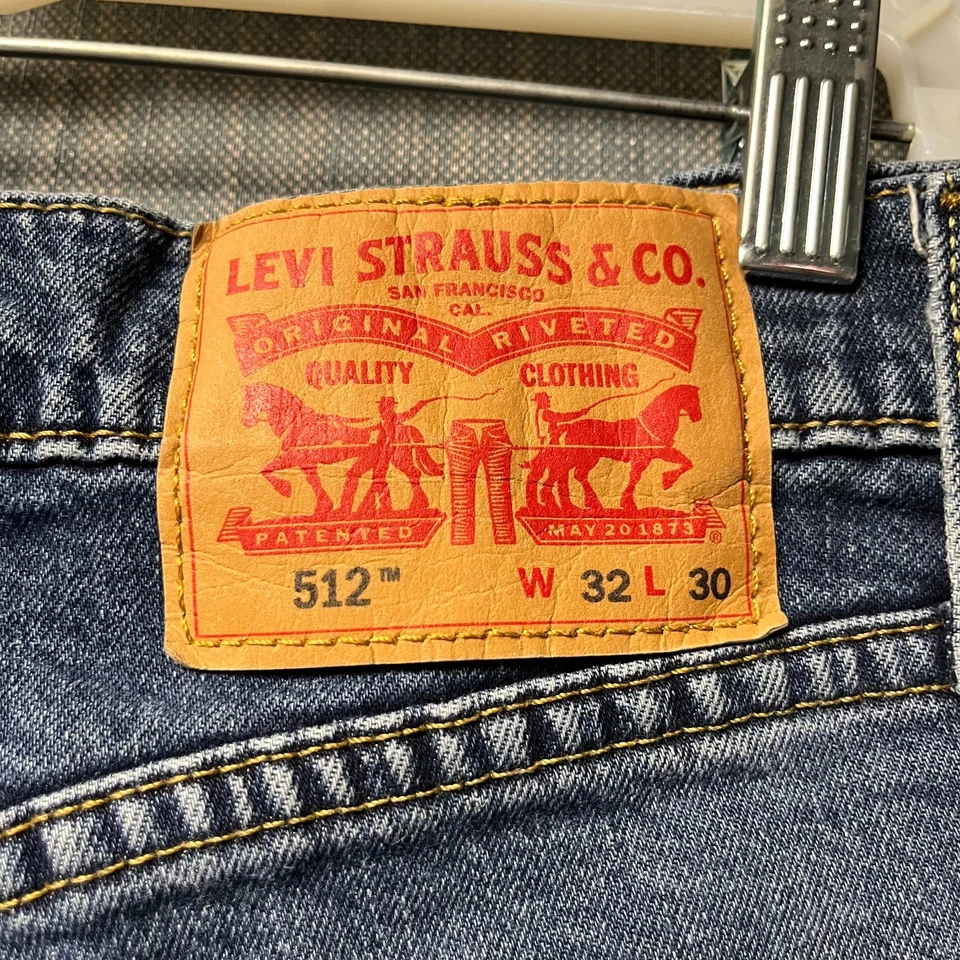 LEVI STRAUSS & CO.
SAN FRANCISCO
CAL.
ORIGINAL RIVETED
QUALITY CLOTHING
PATENTED MAY 20 1873 ®
512™ W 32 L 30